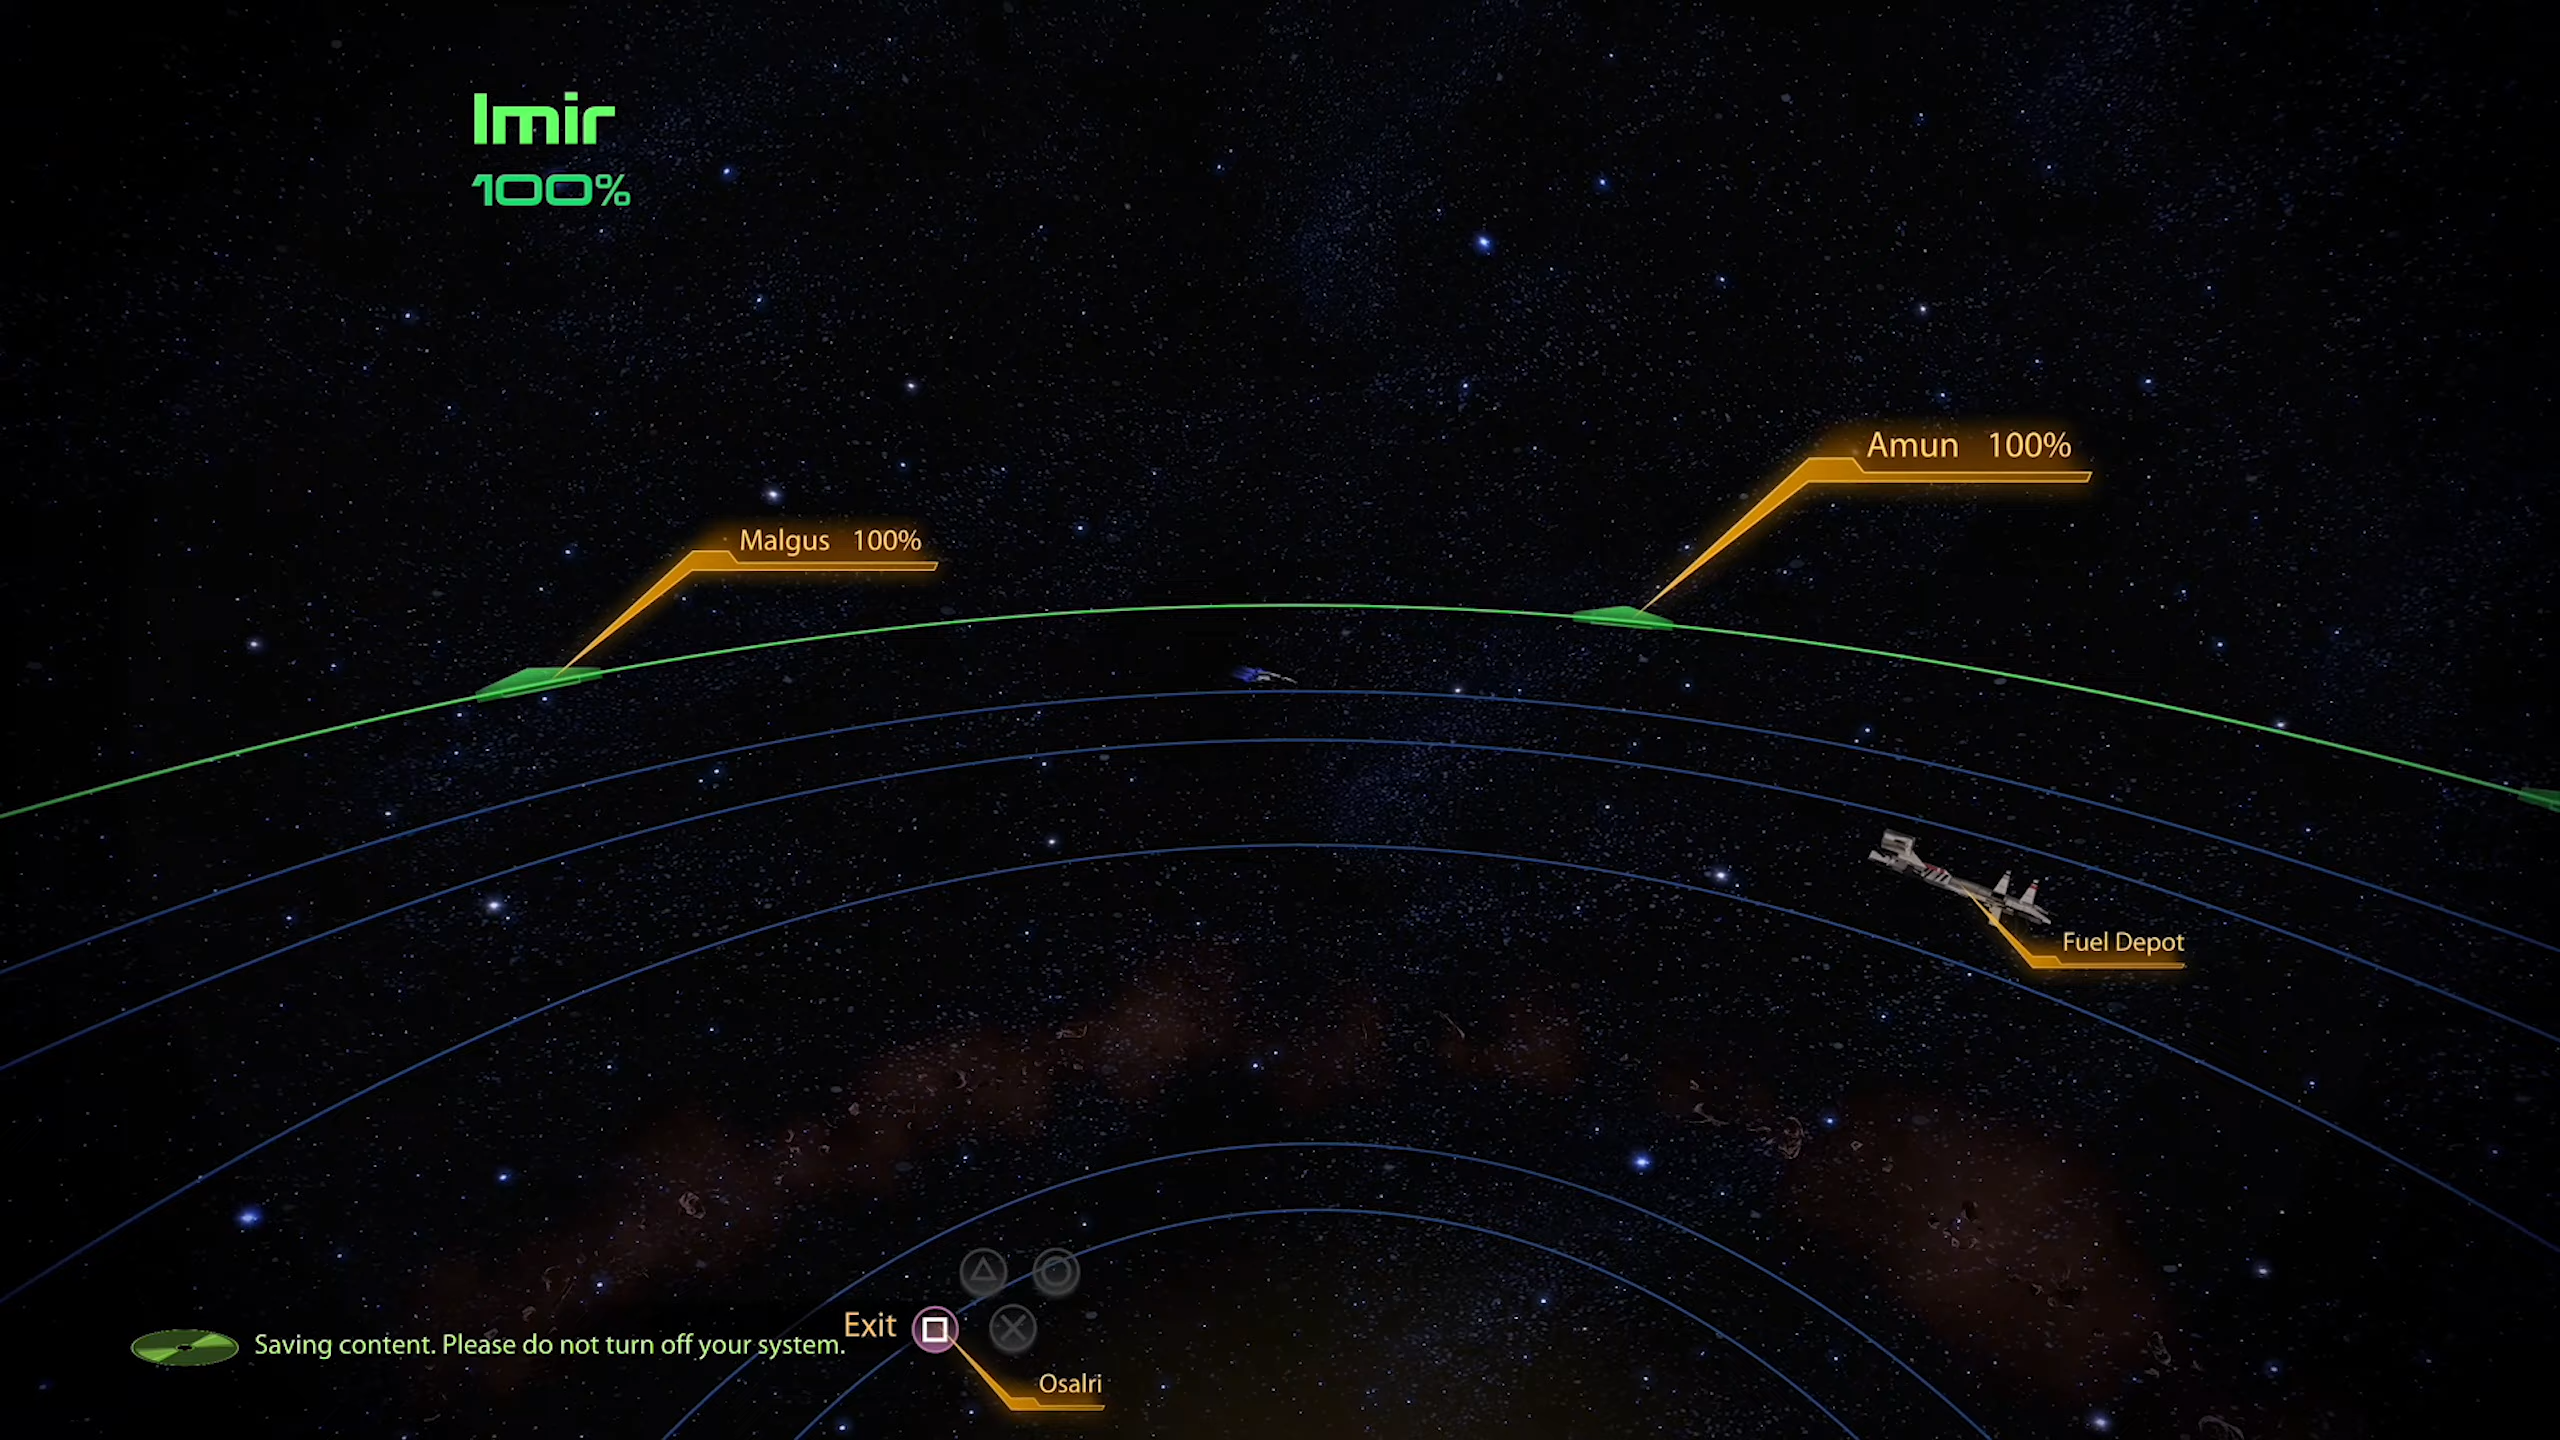 Imir
100%
Amun 100%
Malgus 100%
Fuel Depot
Exit
Saving content. Please do not turn off your system.
Osalri